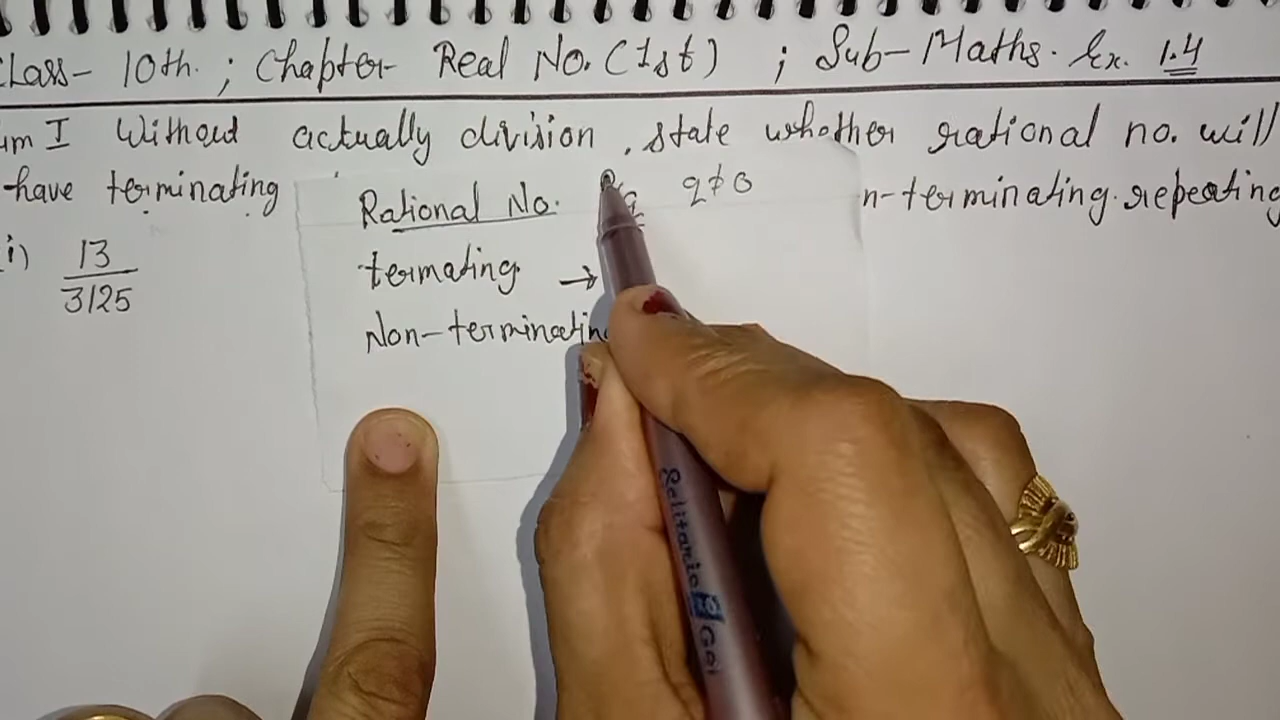 Class- 10th. ; Chapter- Real No. (1st) ; Sub- Maths. Ex. 1.4
I Without actually division, state whether rational no. will
have terminating n-terminating. repeating
i) 13/3125
Rational No. P/q q≠0
termating →
Non-terminating